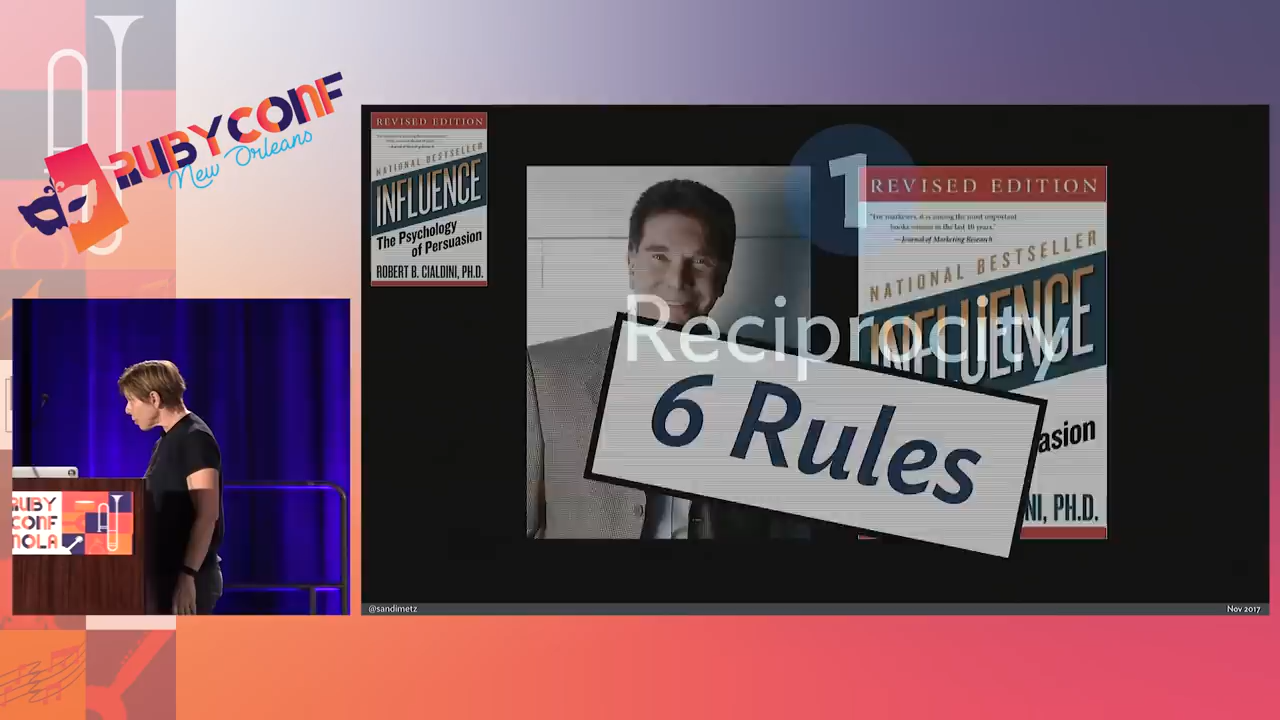 RUBYCONF
New Orleans
RUBY
CONF
NOLA
REVISED EDITION
NATIONAL BESTSELLER
INFLUENCE
The Psychology
of Persuasion
ROBERT B. CIALDINI, PH.D.
1
Reciprocity
6 Rules
REVISED EDITION
"For marketers, it is among the most important
books written in the last 10 years."
—Journal of Marketing Research
NATIONAL BESTSELLER
INFLUENCE
asion
NI, PH.D.
@sandimetz
Nov 2017